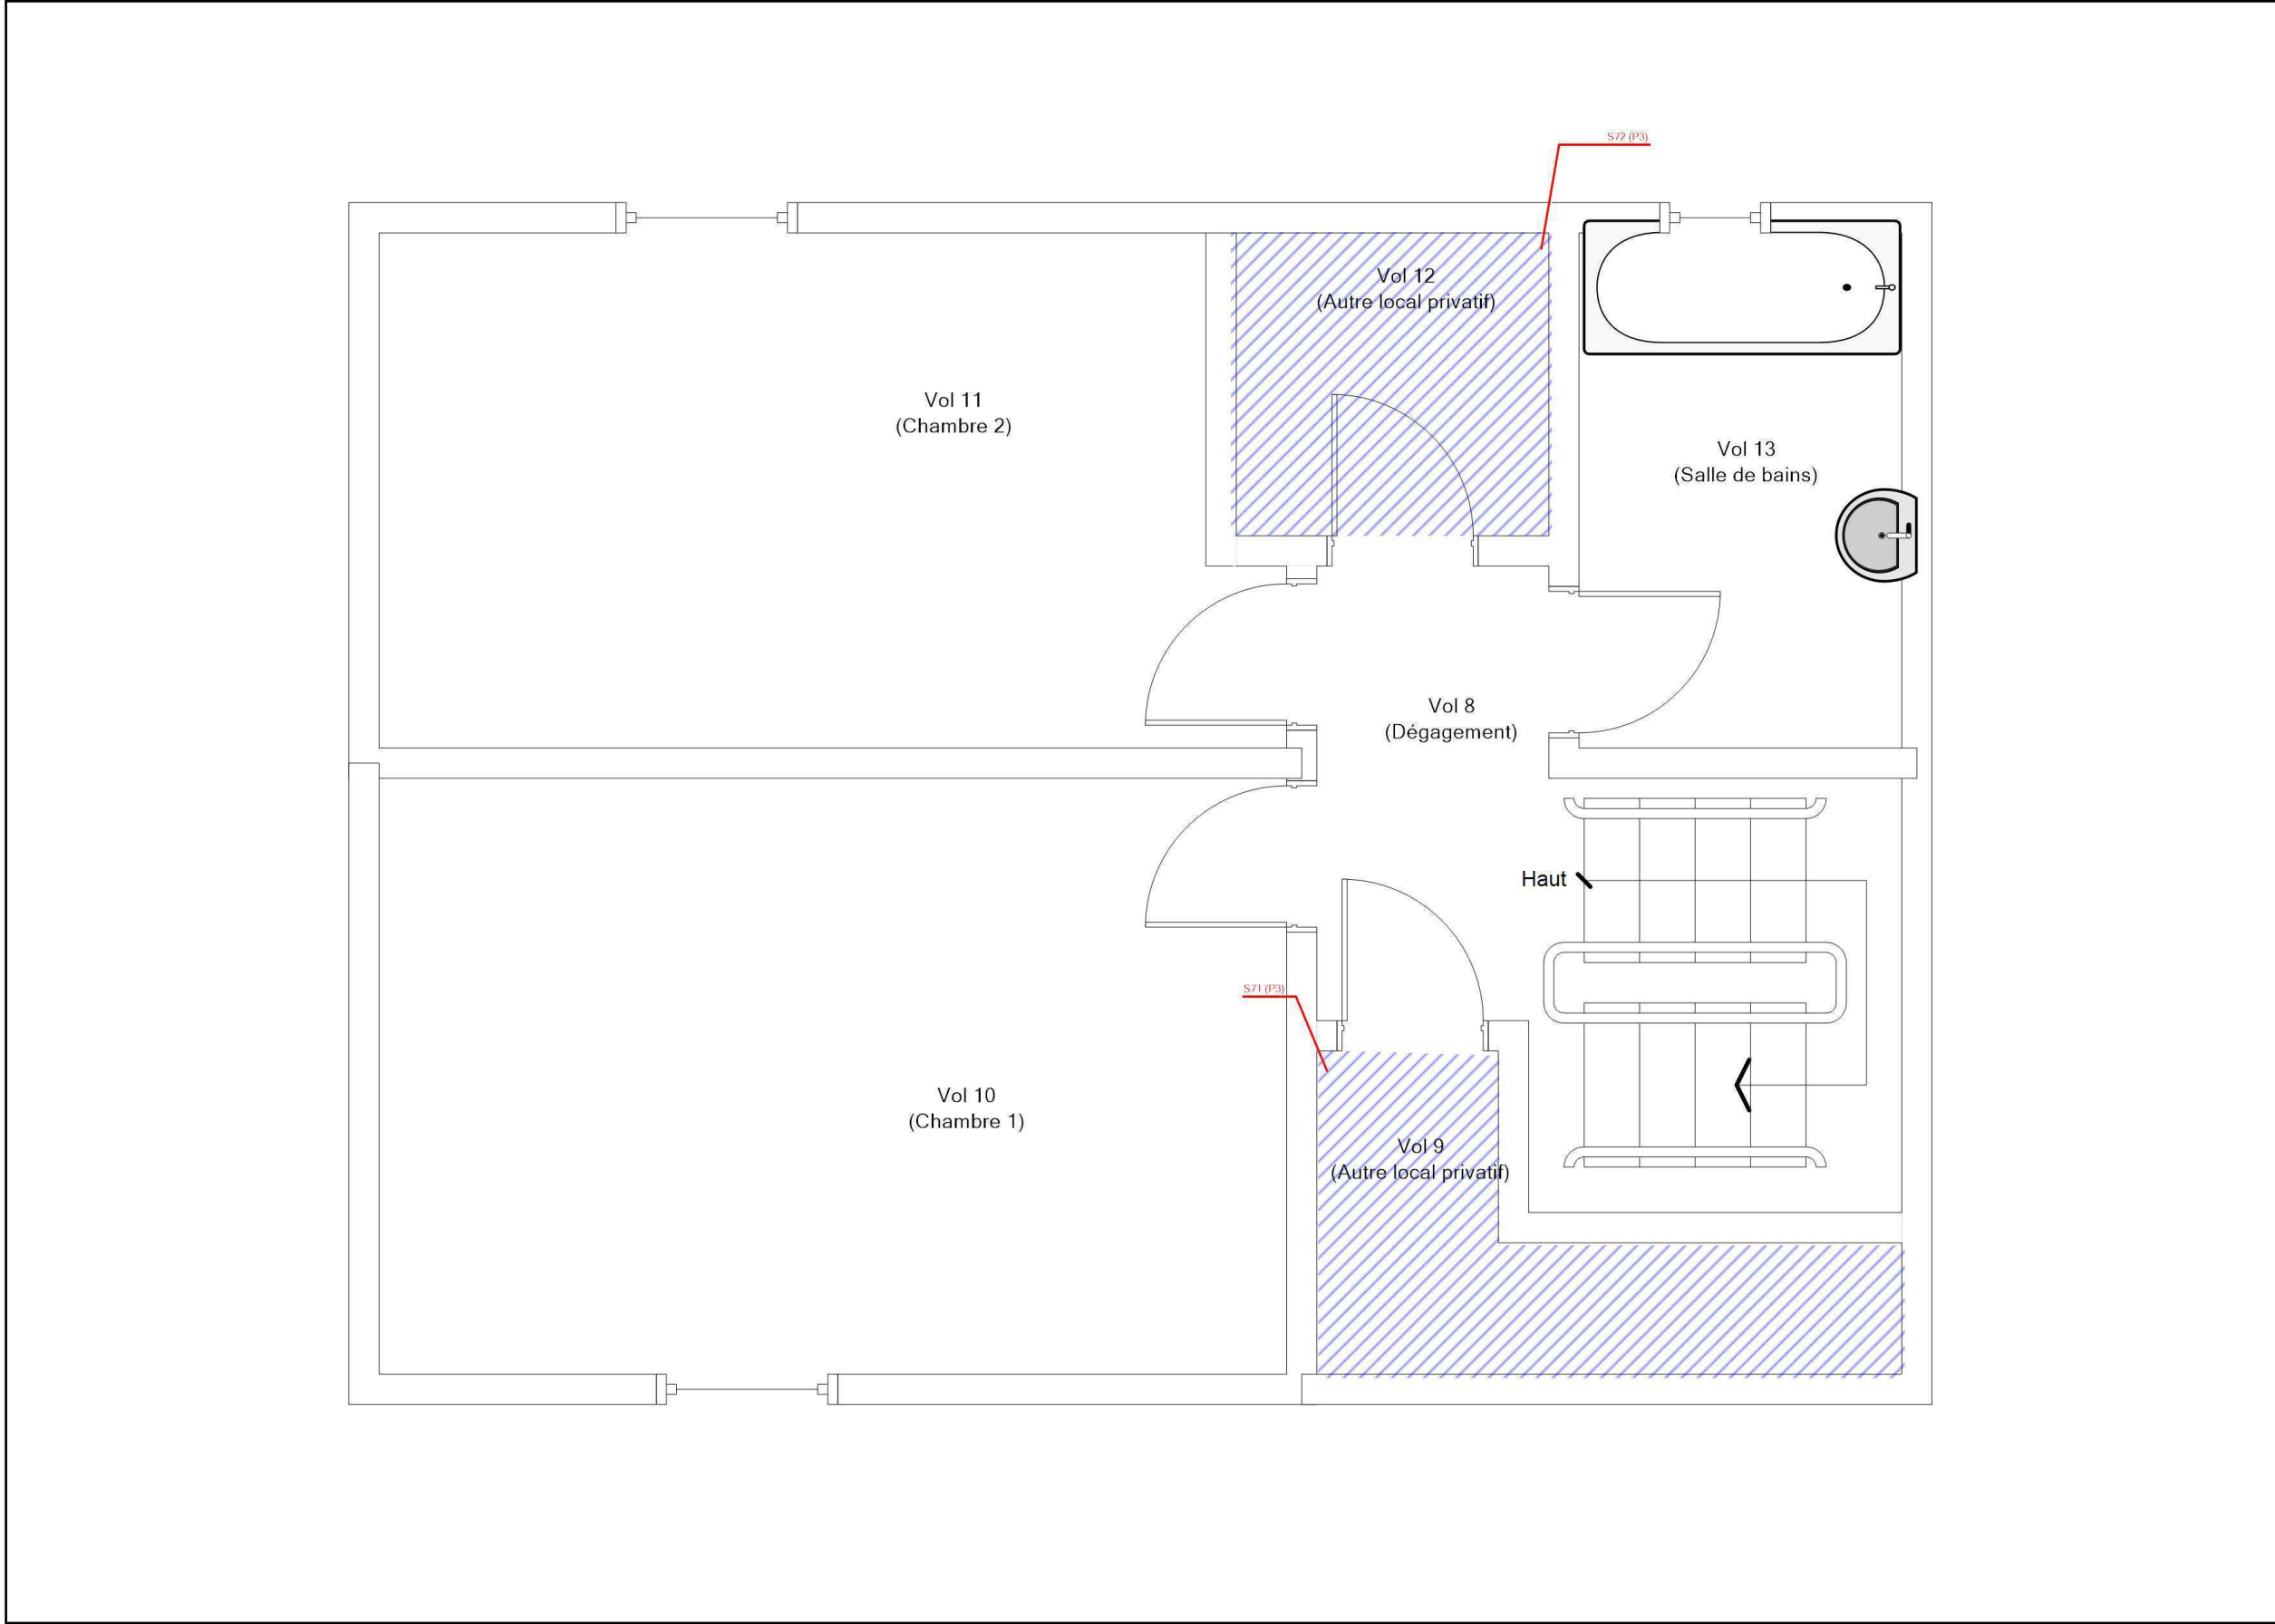 S72 (P3)
Vol 12
(Autre local privatif)
Vol 11
(Chambre 2)
Vol 13
(Salle de bains)
Vol 8
(Dégagement)
Haut
S71 (P3)
Vol 10
(Chambre 1)
Vol 9
(Autre local privatif)